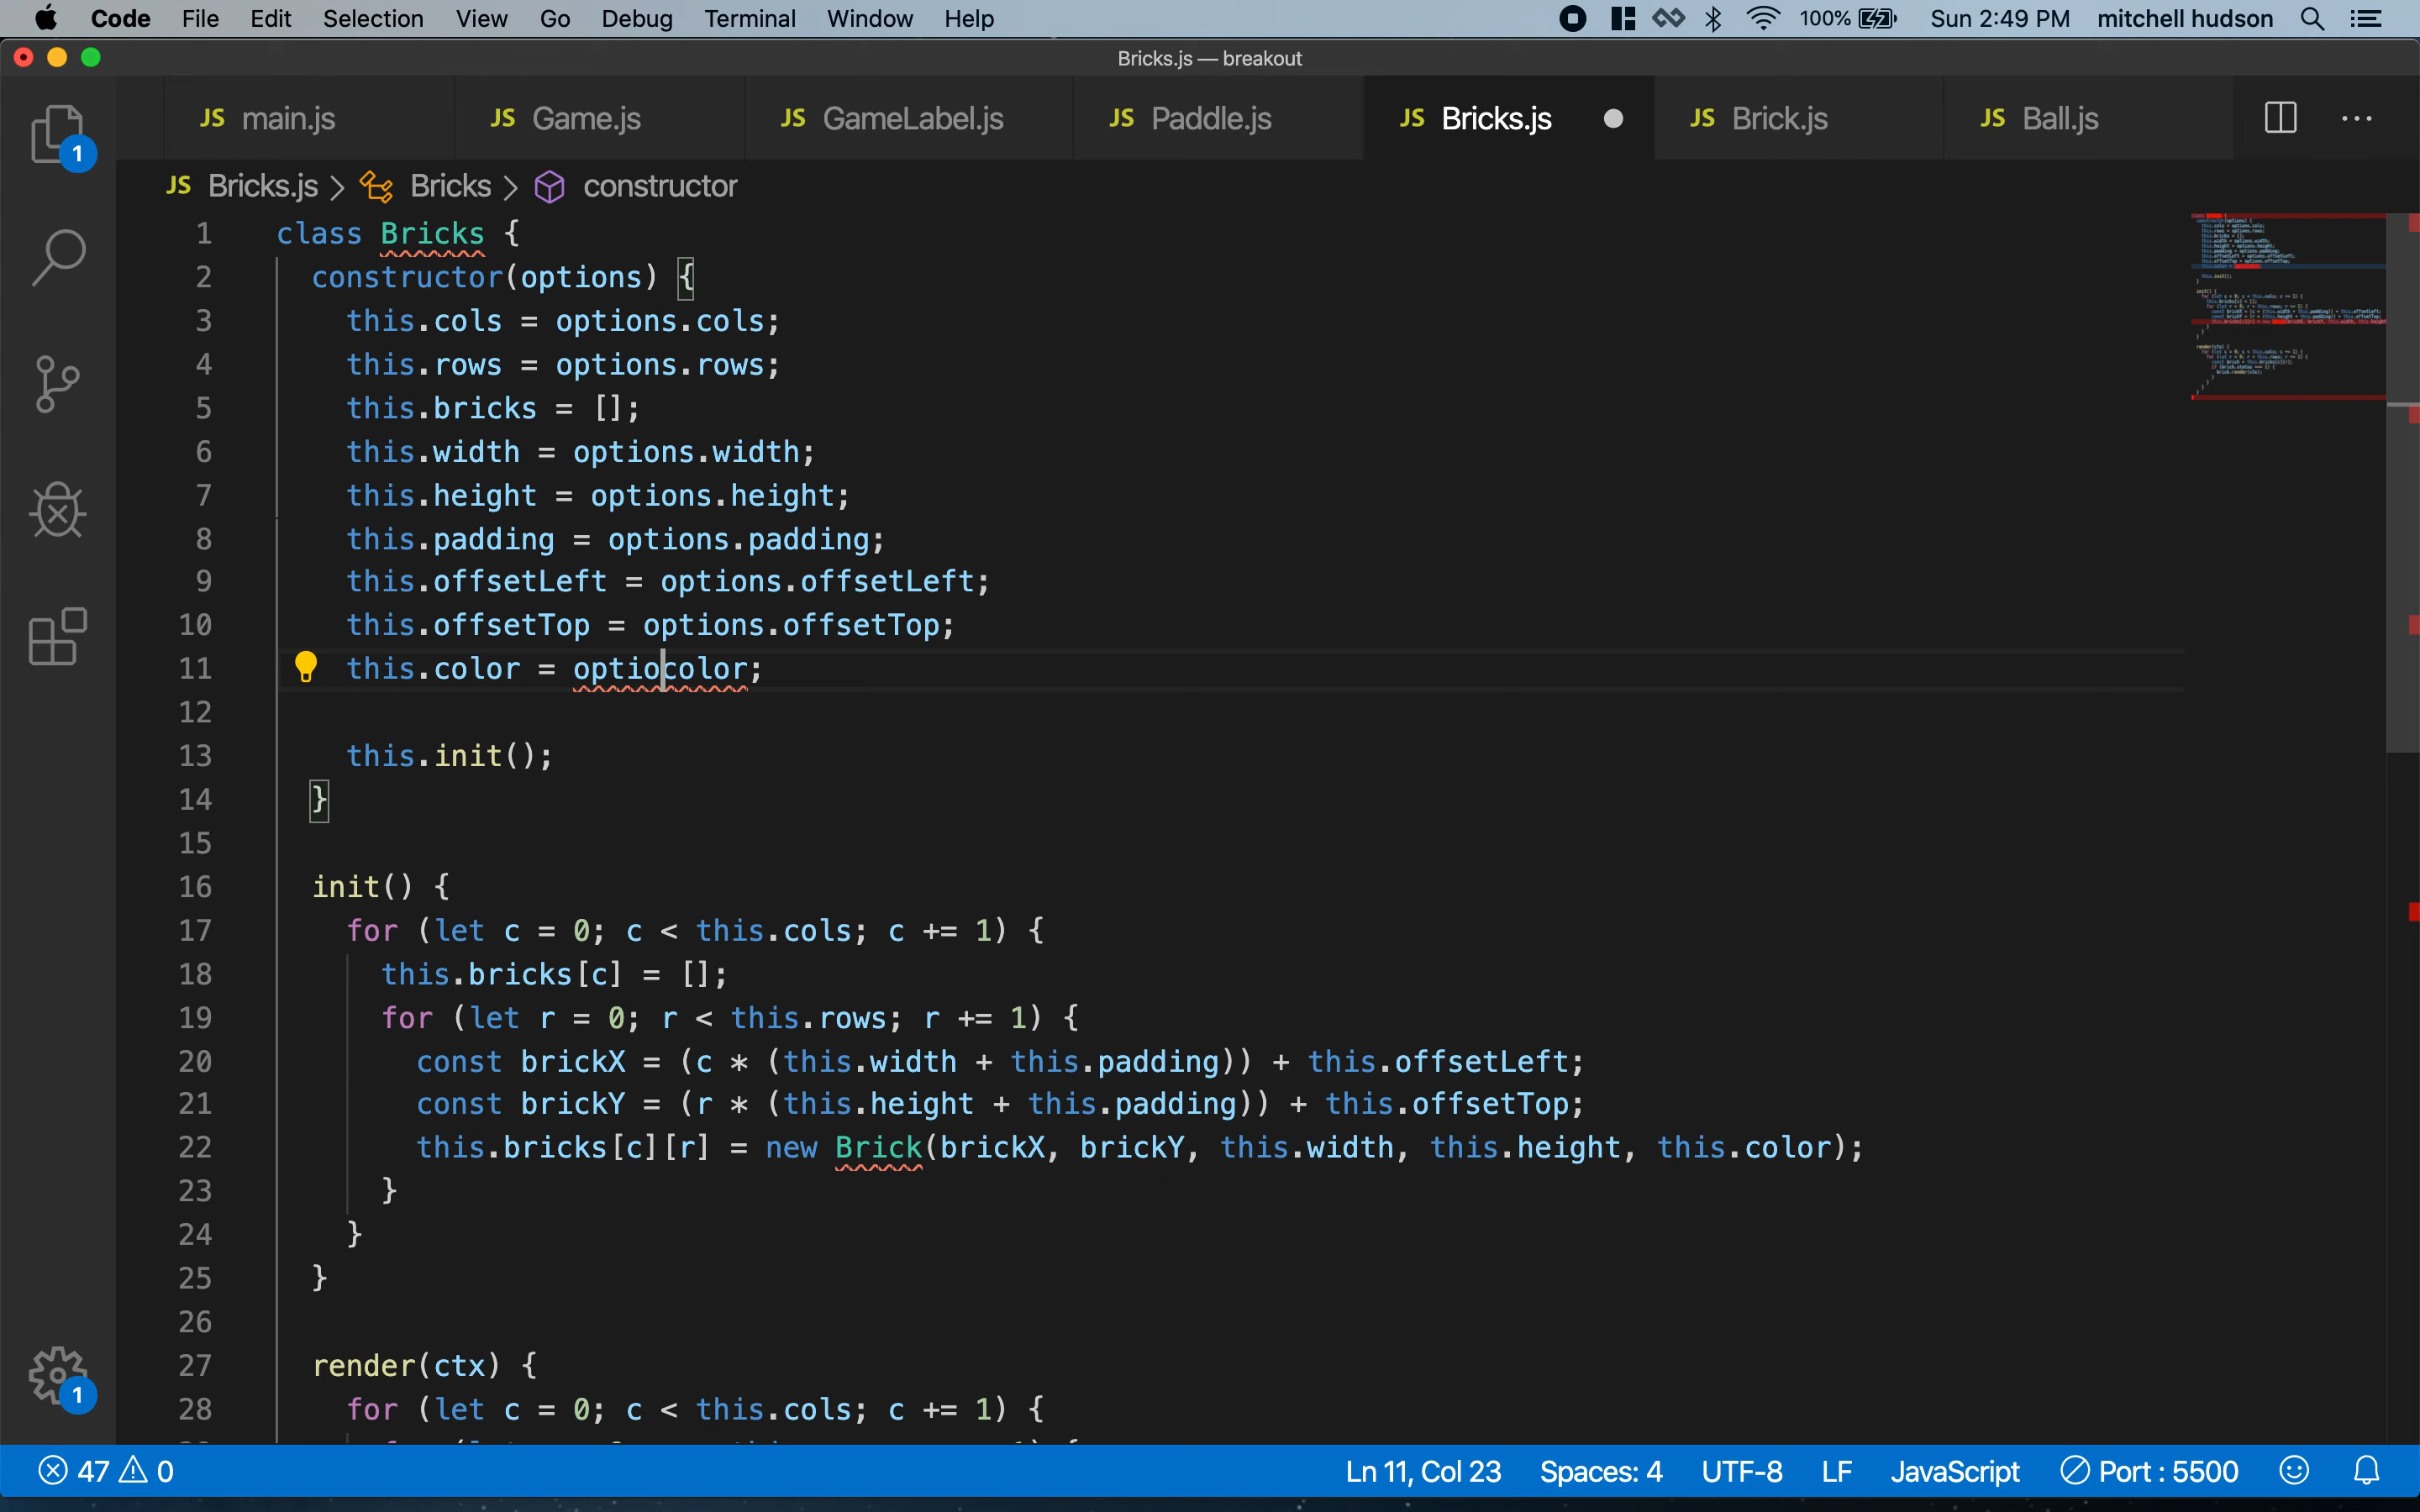 Code File Edit Selection View Go Debug Terminal Window Help 100% Sun 2:49 PM mitchell hudson
Bricks.js — breakout
JS main.js JS Game.js JS GameLabel.js JS Paddle.js JS Bricks.js JS Brick.js JS Ball.js
1
JS Bricks.js > Bricks > constructor
1 class Bricks {
2 constructor(options) {
3 this.cols = options.cols;
4 this.rows = options.rows;
5 this.bricks = [];
6 this.width = options.width;
7 this.height = options.height;
8 this.padding = options.padding;
9 this.offsetLeft = options.offsetLeft;
10 this.offsetTop = options.offsetTop;
11 this.color = optiocolor;
12
13 this.init();
14 }
15
16 init() {
17 for (let c = 0; c < this.cols; c += 1) {
18 this.bricks[c] = [];
19 for (let r = 0; r < this.rows; r += 1) {
20 const brickX = (c * (this.width + this.padding)) + this.offsetLeft;
21 const brickY = (r * (this.height + this.padding)) + this.offsetTop;
22 this.bricks[c][r] = new Brick(brickX, brickY, this.width, this.height, this.color);
23 }
24 }
25 }
26
27 render(ctx) {
1
28 for (let c = 0; c < this.cols; c += 1) {
47 0 Ln 11, Col 23 Spaces: 4 UTF-8 LF JavaScript Port : 5500